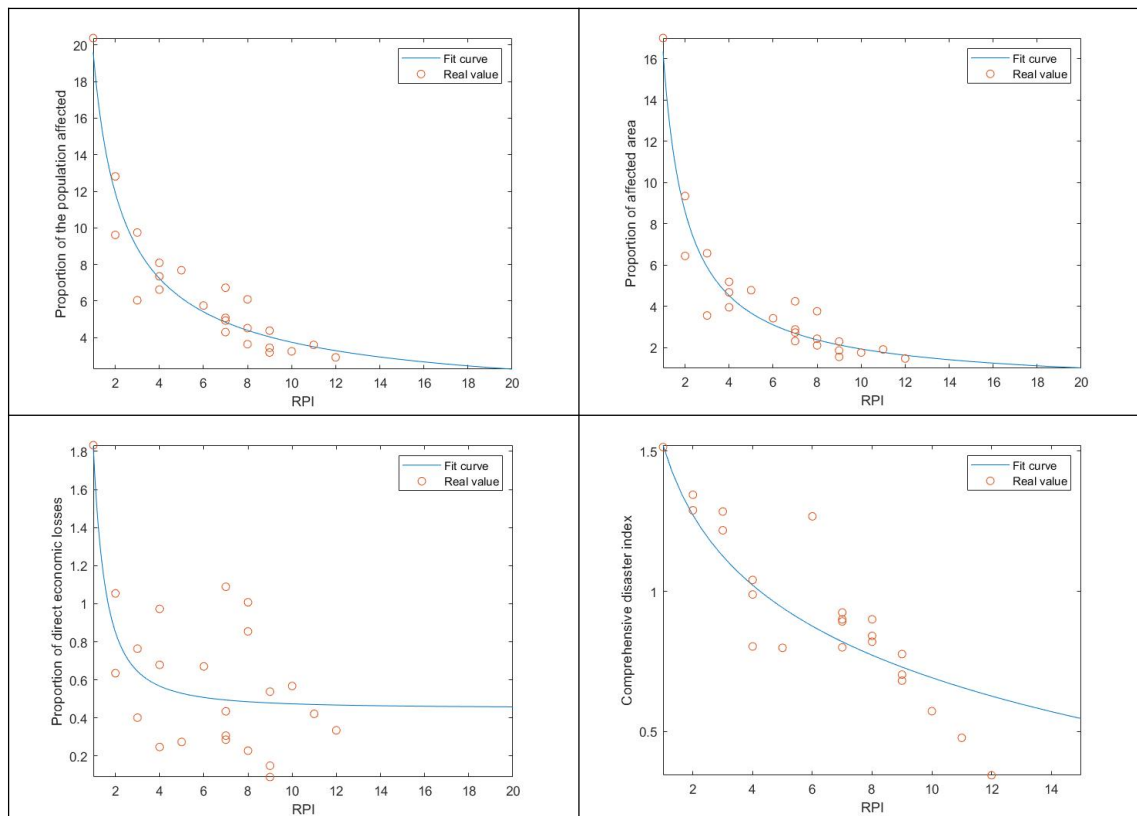 Proportion of the population affected
20
18
16
14
12
10
8
6
4
2 4 6 8 10 12 14 16 18 20
RPI
Fit curve
Real value
Proportion of affected area
16
14
12
10
8
6
4
2
2 4 6 8 10 12 14 16 18 20
RPI
Fit curve
Real value
Proportion of direct economic losses
1.8
1.6
1.4
1.2
1
0.8
0.6
0.4
0.2
2 4 6 8 10 12 14 16 18 20
RPI
Fit curve
Real value
Comprehensive disaster index
1.5
1
0.5
2 4 6 8 10 12 14
RPI
Fit curve
Real value